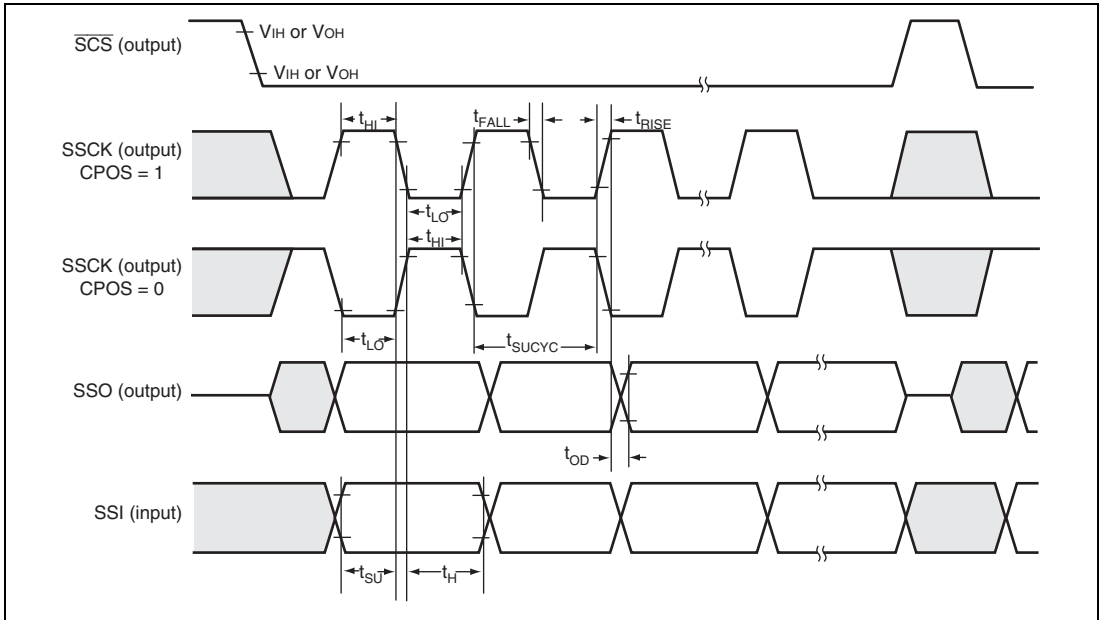 SCS (output)
VIH or VOH
VIH or VOH
tHI
tFALL
tRISE
SSCK (output)
CPOS = 1
tLO
tHI
SSCK (output)
CPOS = 0
tLO
tSUCYC
SSO (output)
tOD
SSI (input)
tSU
tH